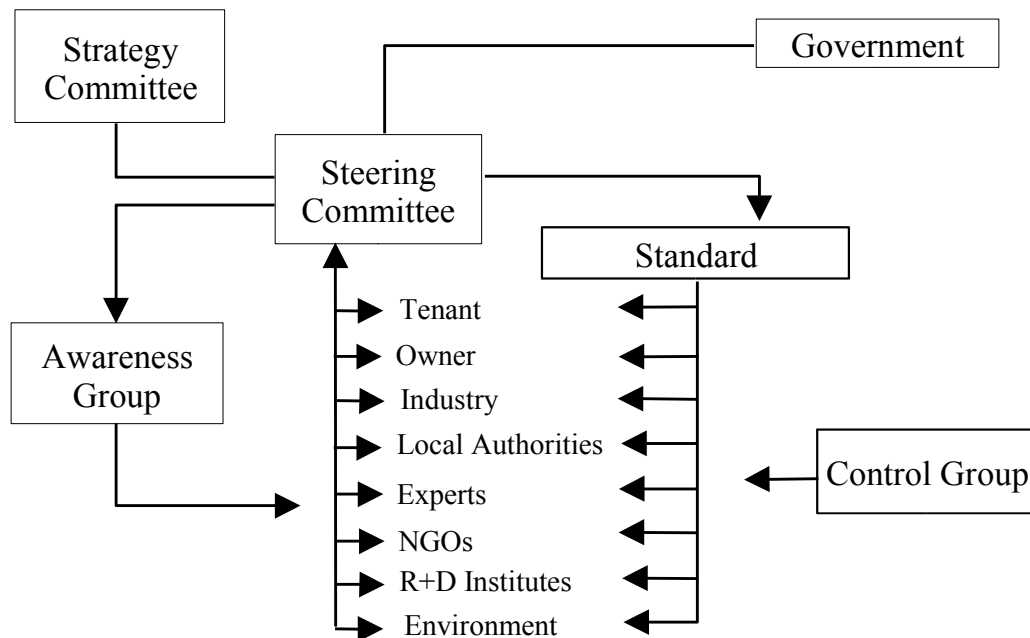 Strategy
Committee
Government
Steering
Committee
Standard
Tenant
Awareness
Group
Owner
Industry
Local Authorities
Control Group
Experts
NGOs
R+D Institutes
Environment